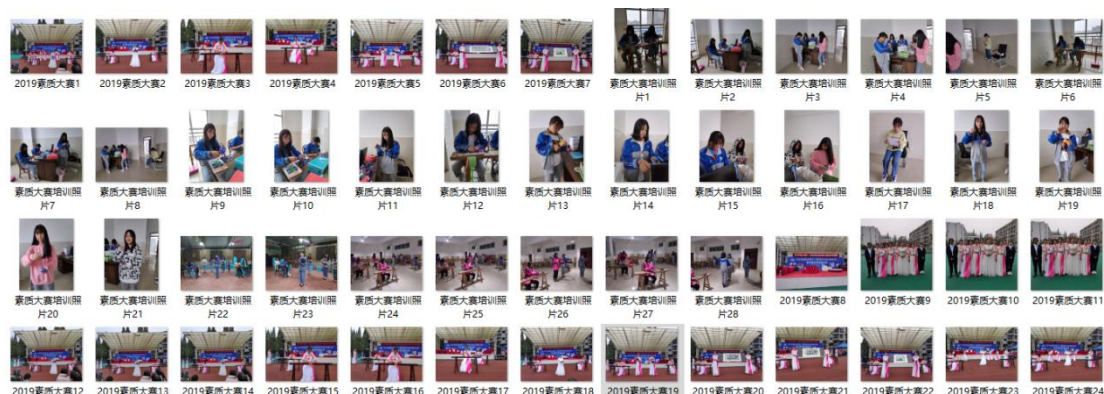 2019素质大赛1 2019素质大赛2 2019素质大赛3 2019素质大赛4 2019素质大赛5 2019素质大赛6 2019素质大赛7 素质大赛培训照 素质大赛培训照 素质大赛培训照 素质大赛培训照 素质大赛培训照 素质大赛培训照
片1 片2 片3 片4 片5 片6
素质大赛培训照 素质大赛培训照 素质大赛培训照 素质大赛培训照 素质大赛培训照 素质大赛培训照 素质大赛培训照 素质大赛培训照 素质大赛培训照 素质大赛培训照 素质大赛培训照 素质大赛培训照 素质大赛培训照
片7 片8 片9 片10 片11 片12 片13 片14 片15 片16 片17 片18 片19
素质大赛培训照 素质大赛培训照 素质大赛培训照 素质大赛培训照 素质大赛培训照 素质大赛培训照 素质大赛培训照 素质大赛培训照 素质大赛培训照 2019素质大赛8 2019素质大赛9 2019素质大赛10 2019素质大赛11
片20 片21 片22 片23 片24 片25 片26 片27 片28
2019素质大赛12 2019素质大赛13 2019素质大赛14 2019素质大赛15 2019素质大赛16 2019素质大赛17 2019素质大赛18 2019素质大赛19 2019素质大赛20 2019素质大赛21 2019素质大赛22 2019素质大赛23 2019素质大赛24